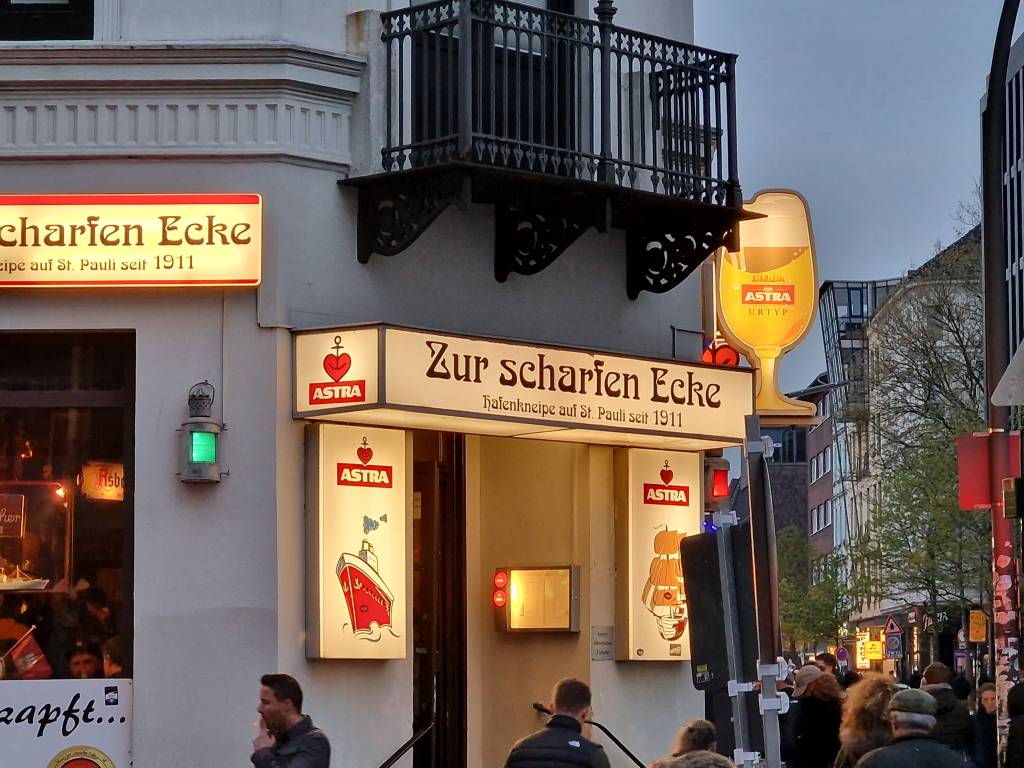 charfen Ecke
eipe auf St. Pauli seit 1911
ASTRA
Zur scharfen Ecke
Hafenkneipe auf St. Pauli seit 1911
ASTRA
URTYP
ASTRA
ASTRA
zapft...